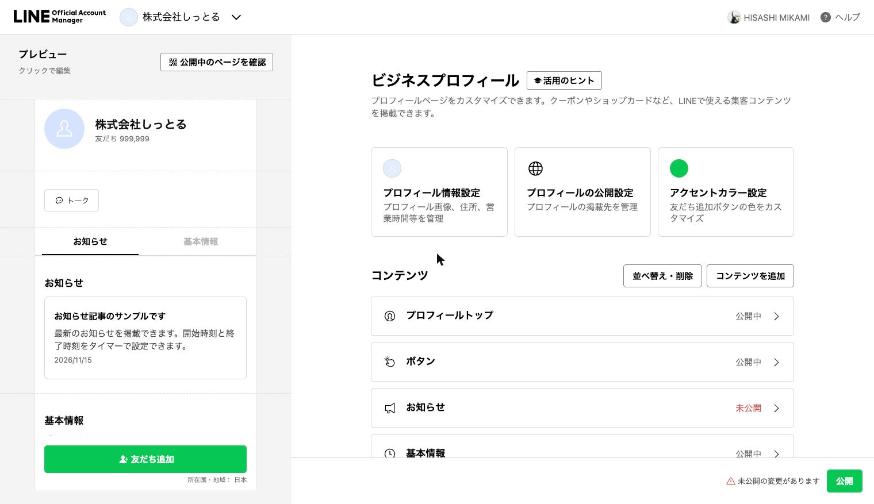 LINE Official Account Manager
株式会社しっとる
HISASHI MIKAMI
ヘルプ
プレビュー
クリックで編集
公開中のページを確認
株式会社しっとる
友だち 999,999
トーク
お知らせ
基本情報
お知らせ
お知らせ記事のサンプルです
最新のお知らせを掲載できます。開始時刻と終
了時刻をタイマーで設定できます。
2026/11/15
基本情報
友だち追加
所在国・地域： 日本
ビジネスプロフィール
活用のヒント
プロフィールページをカスタマイズできます。クーポンやショップカードなど、LINEで使える集客コンテンツ
を掲載できます。
プロフィール情報設定
プロフィール画像、住所、営
業時間等を管理
プロフィールの公開設定
プロフィールの掲載先を管理
アクセントカラー設定
友だち追加ボタンの色をカス
タマイズ
コンテンツ
並べ替え・削除
コンテンツを追加
プロフィールトップ
公開中
ボタン
公開中
お知らせ
未公開
基本情報
公開中
未公開の変更があります
公開